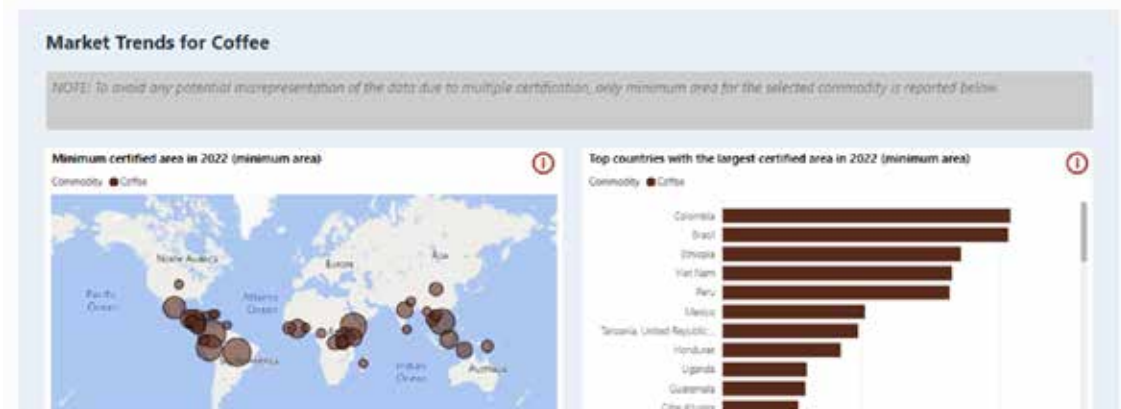 Market Trends for Coffee
NOTE! To avoid any potential misrepresentation of the data due to multiple certification, only minimum area for the selected commodity is reported below.
Minimum certified area in 2022 (minimum area)
Commodity Coffee
North America
Europe
Asia
Pacific Ocean
Atlantic Ocean
Indian Ocean
Australia
Top countries with the largest certified area in 2022 (minimum area)
Commodity Coffee
Colombia
Brazil
Ethiopia
Viet Nam
Peru
Mexico
Tanzania, United Republic...
Honduras
Uganda
Guatemala